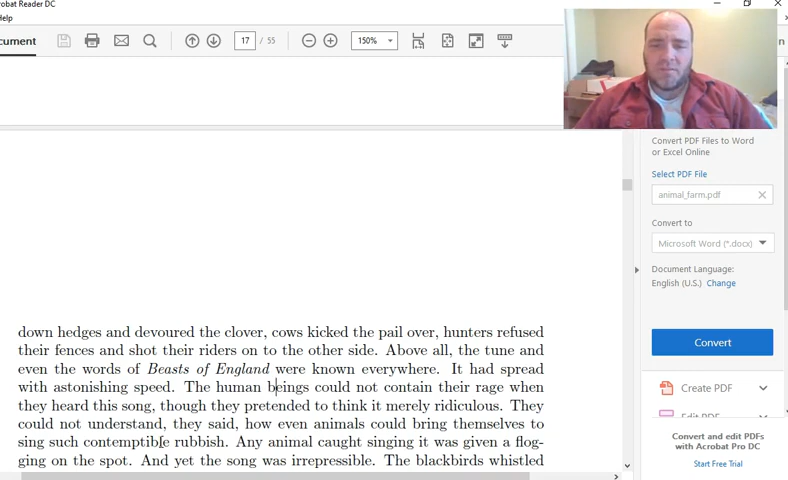 crobat Reader DC
Help
cument
17 / 55
150%
Convert PDF Files to Word
or Excel Online
Select PDF File
animal_farm.pdf
Convert to
Microsoft Word (*.docx)
Document Language:
English (U.S.) Change
Convert
Create PDF
Edit PDF
Convert and edit PDFs
with Acrobat Pro DC
Start Free Trial
down hedges and devoured the clover, cows kicked the pail over, hunters refused
their fences and shot their riders on to the other side. Above all, the tune and
even the words of Beasts of England were known everywhere. It had spread
with astonishing speed. The human beings could not contain their rage when
they heard this song, though they pretended to think it merely ridiculous. They
could not understand, they said, how even animals could bring themselves to
sing such contemptible rubbish. Any animal caught singing it was given a flog-
ging on the spot. And yet the song was irrepressible. The blackbirds whistled